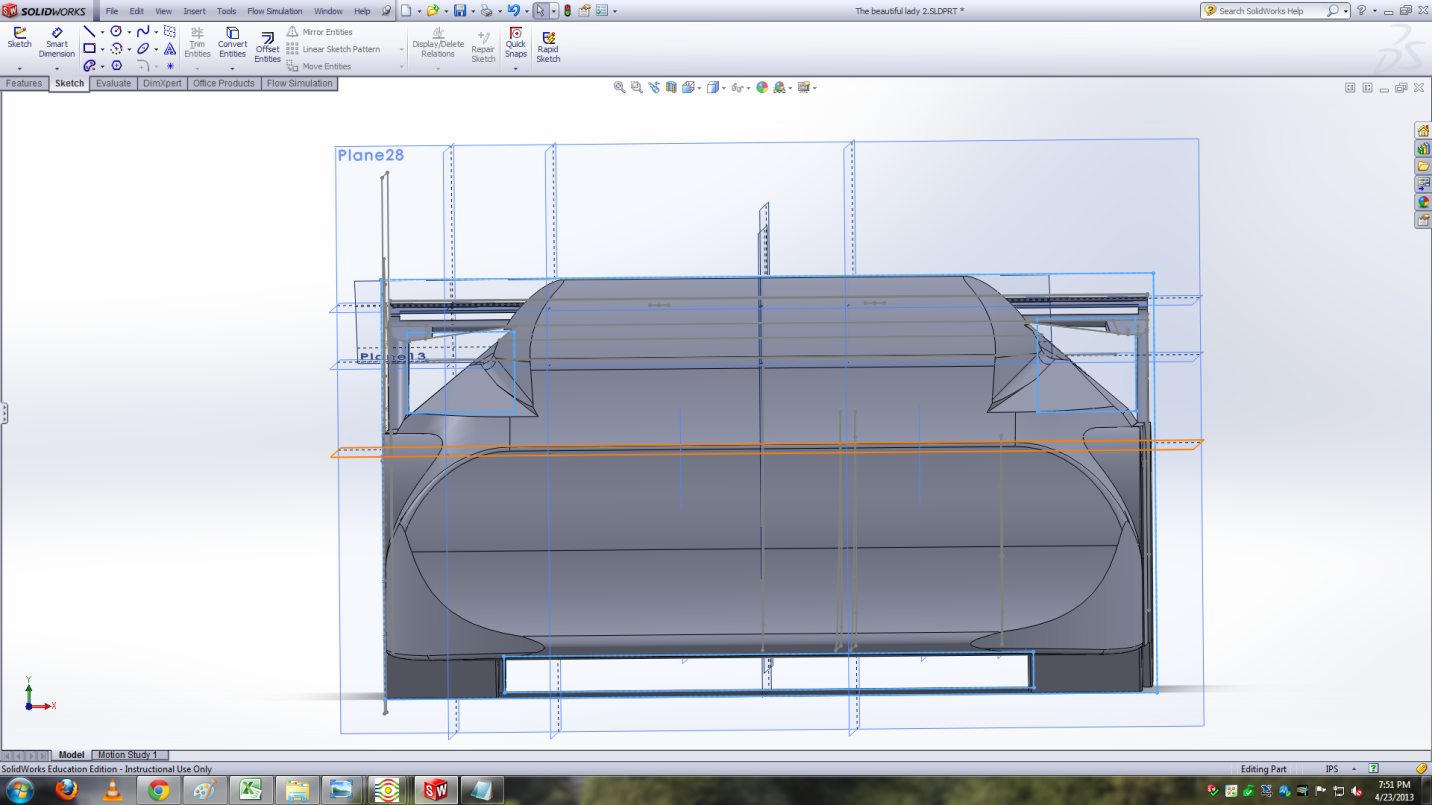 SOLIDWORKS File Edit View Insert Tools Flow Simulation Window Help The beautiful lady 2.SLDPRT * Search SolidWorks Help
Sketch Smart Dimension Trim Entities Convert Entities Offset Entities Mirror Entities Linear Sketch Pattern Move Entities Display/Delete Relations Repair Sketch Quick Snaps Rapid Sketch
Features Sketch Evaluate DimXpert Office Products Flow Simulation
Plane28
Plane13
Y
X
Model Motion Study 1
SolidWorks Education Edition - Instructional Use Only Editing Part IPS
7:51 PM
4/23/2013